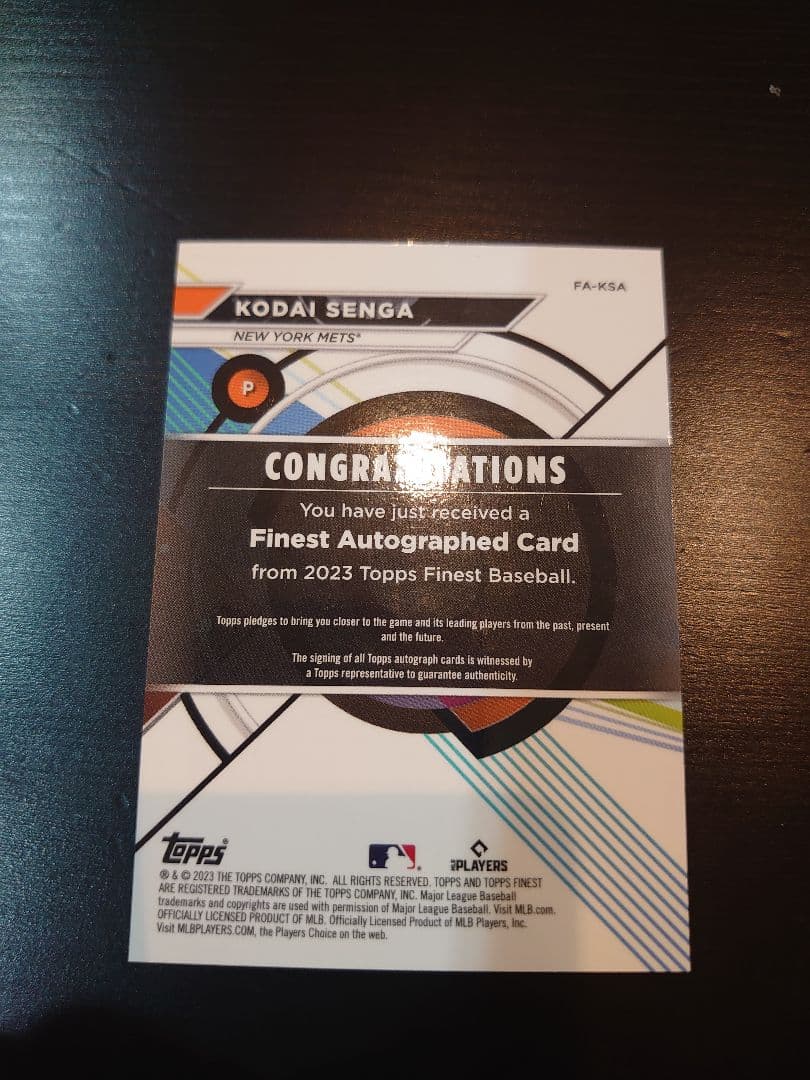 FA-KSA
KODAI SENGA
NEW YORK METS®
P
CONGRATULATIONS
You have just received a
Finest Autographed Card
from 2023 Topps Finest Baseball.
Topps pledges to bring you closer to the game and its leading players from the past, present
and the future.
The signing of all Topps autograph cards is witnessed by
a Topps representative to guarantee authenticity.
Topps®
PLAYERS
® & © 2023 THE TOPPS COMPANY, INC. ALL RIGHTS RESERVED. TOPPS AND TOPPS FINEST
ARE REGISTERED TRADEMARKS OF THE TOPPS COMPANY, INC. Major League Baseball
trademarks and copyrights are used with permission of Major League Baseball. Visit MLB.com.
OFFICIALLY LICENSED PRODUCT OF MLB. Officially Licensed Product of MLB Players, Inc.
Visit MLBPLAYERS.COM, the Players Choice on the web.